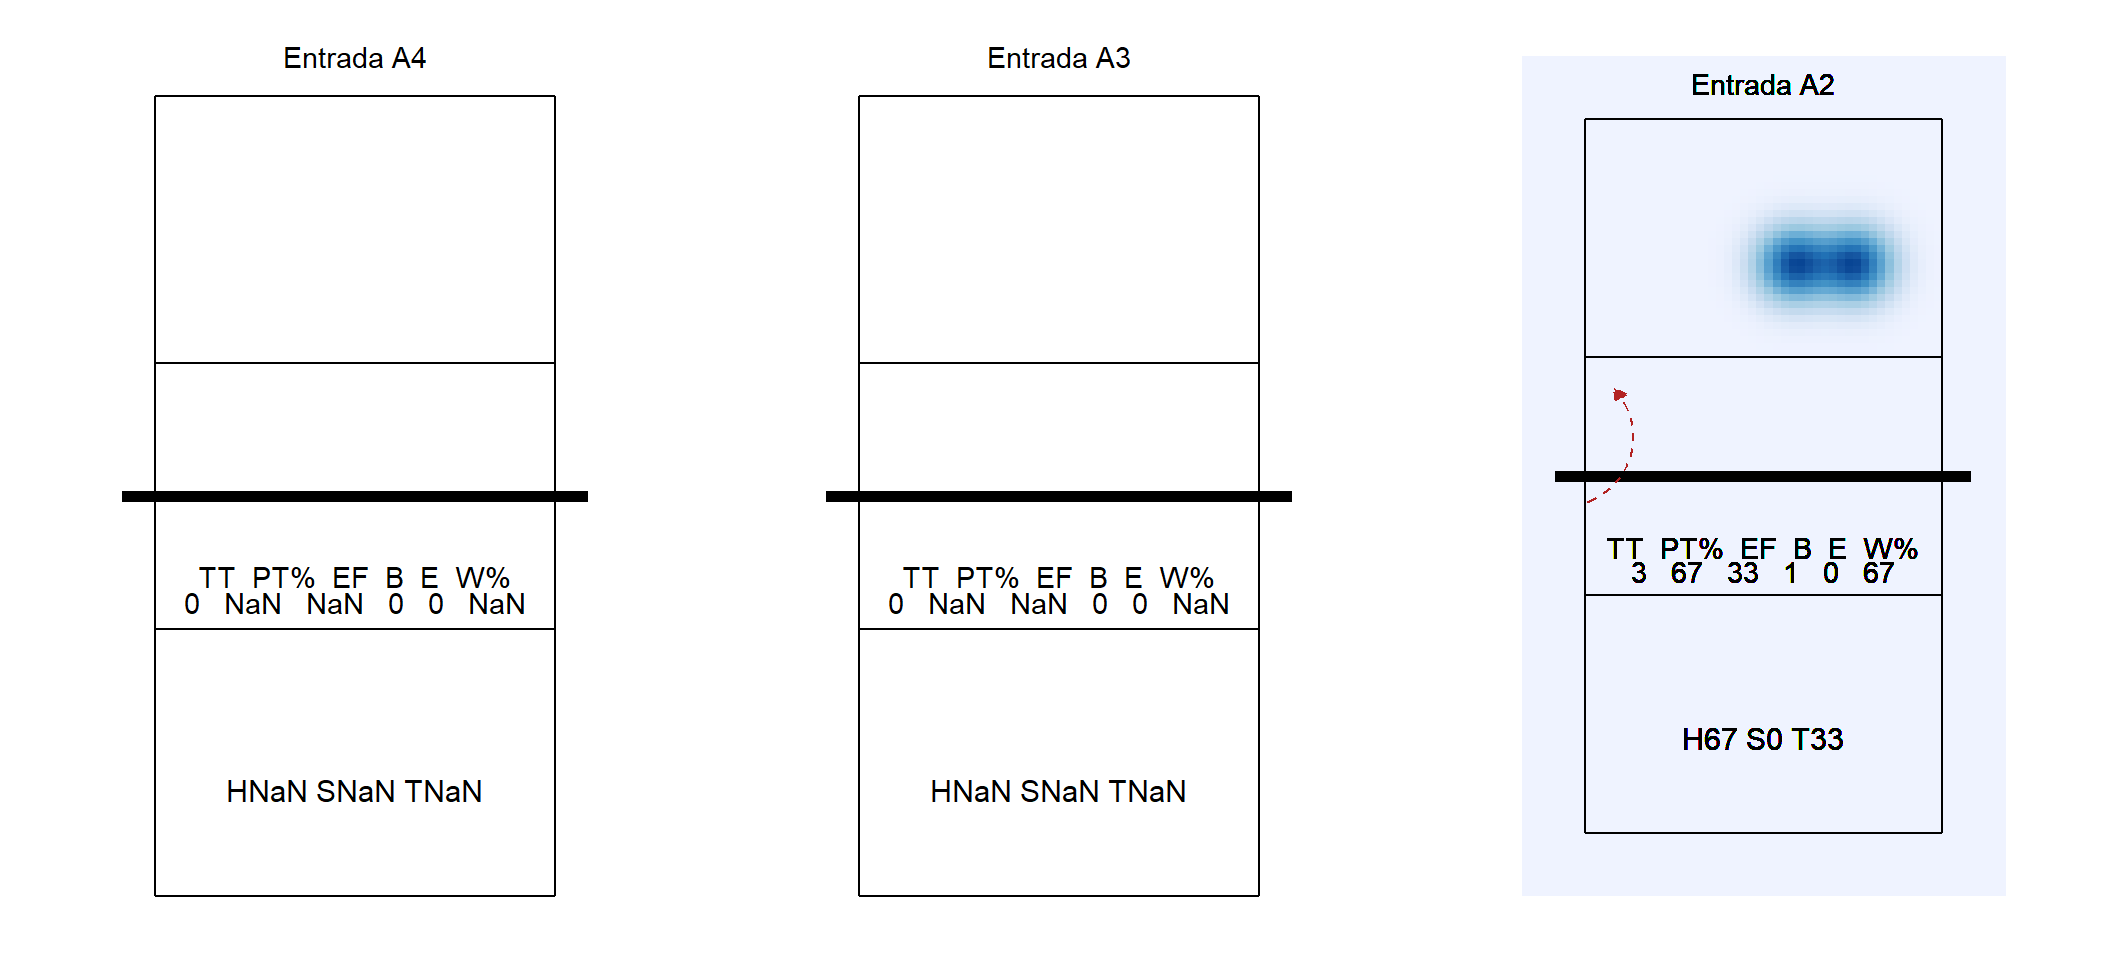 Entrada A4
TT PT% EF B E W%
0 NaN NaN 0 0 NaN
HNaN SNaN TNaN
Entrada A3
TT PT% EF B E W%
0 NaN NaN 0 0 NaN
HNaN SNaN TNaN
Entrada A2
TT PT% EF B E W%
3 67 33 1 0 67
H67 S0 T33